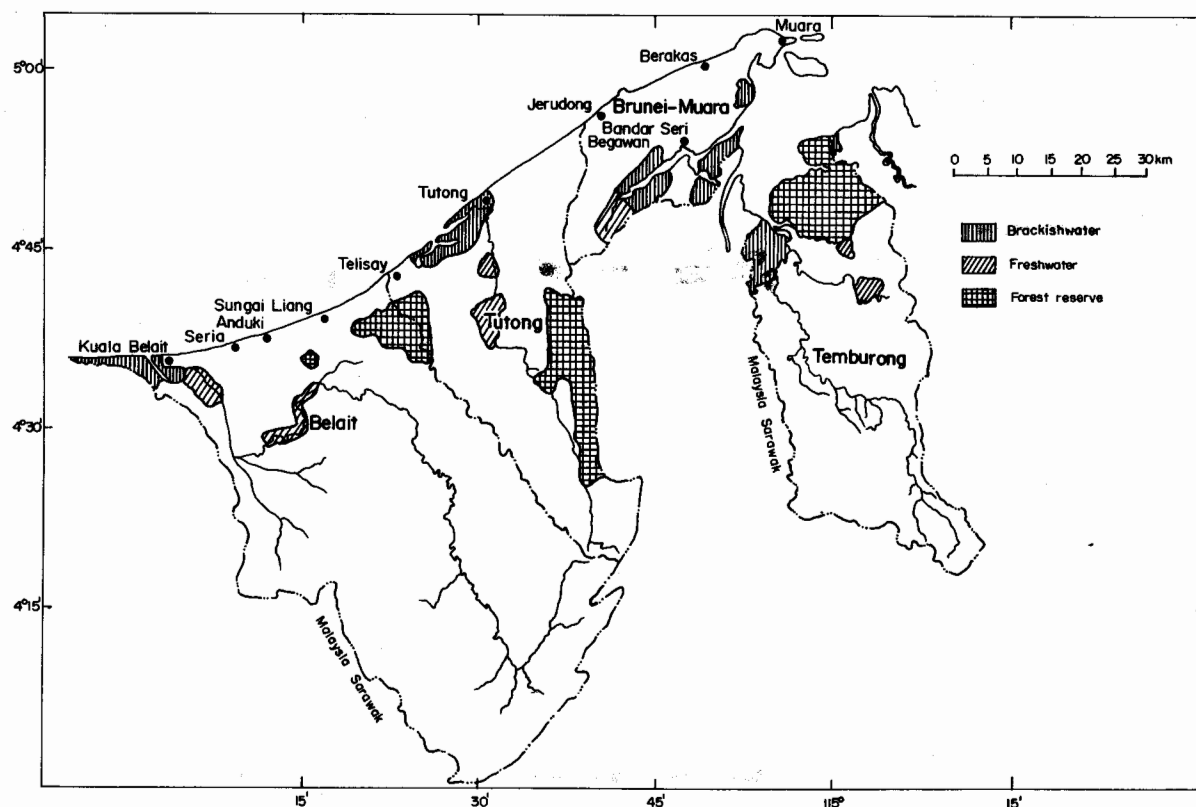 Muara
Berakas
5°00
Jerudong
Brunei-Muara
Bandar Seri
Begawan
0 5 10 15 20 25 30km
Tutong
Brackishwater
4°45'
Telisay
Freshwater
Forest reserve
Sungai Liang
Anduki
Seria
Kuala Belait
Tutong
Temburong
Malaysia Sarawak
4°30'
Belait
4°15'
Malaysia Sarawak
15' 30' 45' 115° 15'